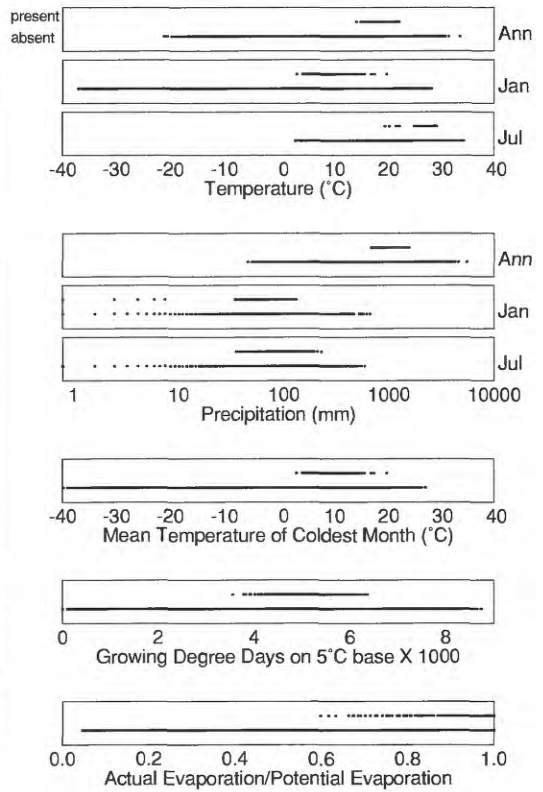 present
absent
Ann
Jan
Jul
-40 -30 -20 -10 0 10 20 30 40
Temperature (˚C)
Ann
Jan
Jul
1 10 100 1000 10000
Precipitation (mm)
-40 -30 -20 -10 0 10 20 30 40
Mean Temperature of Coldest Month (˚C)
0 2 4 6 8
Growing Degree Days on 5˚C base X 1000
0.0 0.2 0.4 0.6 0.8 1.0
Actual Evaporation/Potential Evaporation